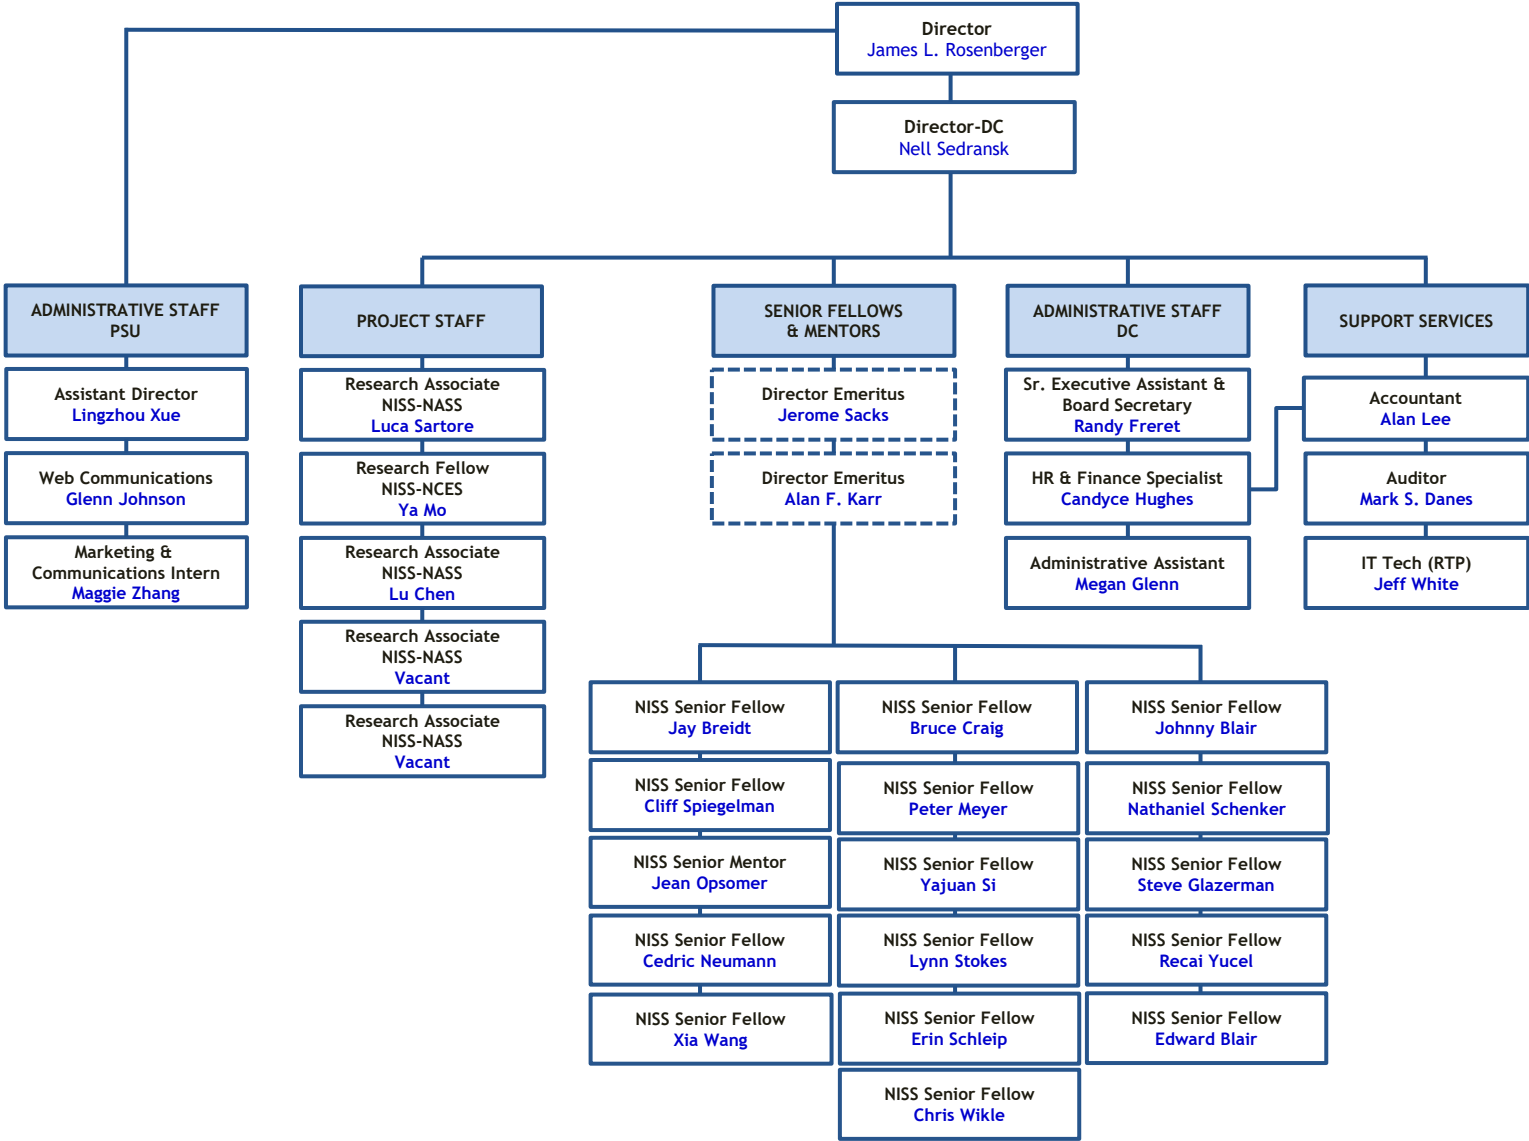 Director
James L. Rosenberger
Director-DC
Nell Sedransk
ADMINISTRATIVE STAFF
PSU
Assistant Director
Lingzhou Xue
Web Communications
Glenn Johnson
Marketing &
Communications Intern
Maggie Zhang
PROJECT STAFF
Research Associate
NISS-NASS
Luca Sartore
Research Fellow
NISS-NCES
Ya Mo
Research Associate
NISS-NASS
Lu Chen
Research Associate
NISS-NASS
Vacant
Research Associate
NISS-NASS
Vacant
SENIOR FELLOWS
& MENTORS
Director Emeritus
Jerome Sacks
Director Emeritus
Alan F. Karr
NISS Senior Fellow
Jay Breidt
NISS Senior Fellow
Cliff Spiegelman
NISS Senior Mentor
Jean Opsomer
NISS Senior Fellow
Cedric Neumann
NISS Senior Fellow
Xia Wang
NISS Senior Fellow
Bruce Craig
NISS Senior Fellow
Peter Meyer
NISS Senior Fellow
Yajuan Si
NISS Senior Fellow
Lynn Stokes
NISS Senior Fellow
Erin Schleip
NISS Senior Fellow
Chris Wikle
NISS Senior Fellow
Johnny Blair
NISS Senior Fellow
Nathaniel Schenker
NISS Senior Fellow
Steve Glazerman
NISS Senior Fellow
Recai Yucel
NISS Senior Fellow
Edward Blair
ADMINISTRATIVE STAFF
DC
Sr. Executive Assistant &
Board Secretary
Randy Freret
HR & Finance Specialist
Candyce Hughes
Administrative Assistant
Megan Glenn
SUPPORT SERVICES
Accountant
Alan Lee
Auditor
Mark S. Danes
IT Tech (RTP)
Jeff White